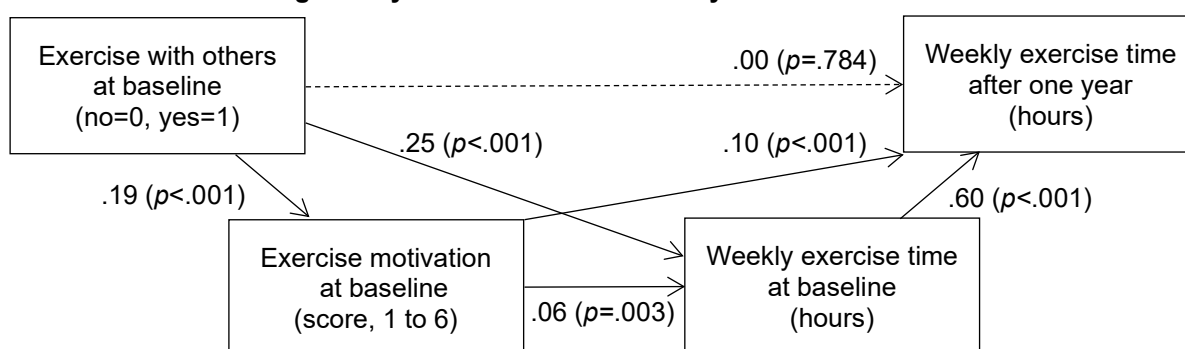 Exercise with others
at baseline
(no=0, yes=1)
.00 (p=.784)
Weekly exercise time
after one year
(hours)
.25 (p<.001)
.10 (p<.001)
.19 (p<.001)
.60 (p<.001)
Exercise motivation
at baseline
(score, 1 to 6)
.06 (p=.003)
Weekly exercise time
at baseline
(hours)